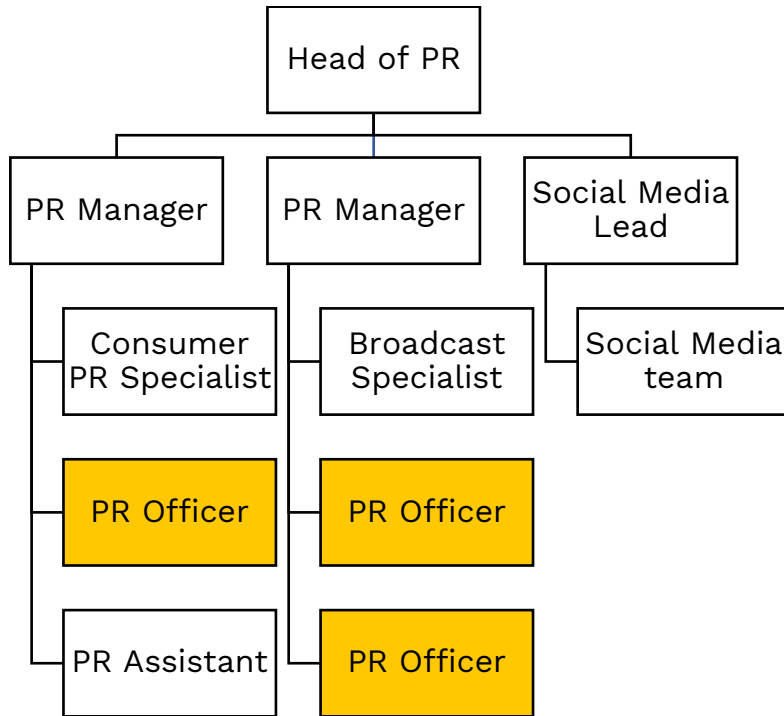 Head of PR
PR Manager
PR Manager
Social Media
Lead
Consumer
PR Specialist
Broadcast
Specialist
Social Media
team
PR Officer
PR Officer
PR Assistant
PR Officer